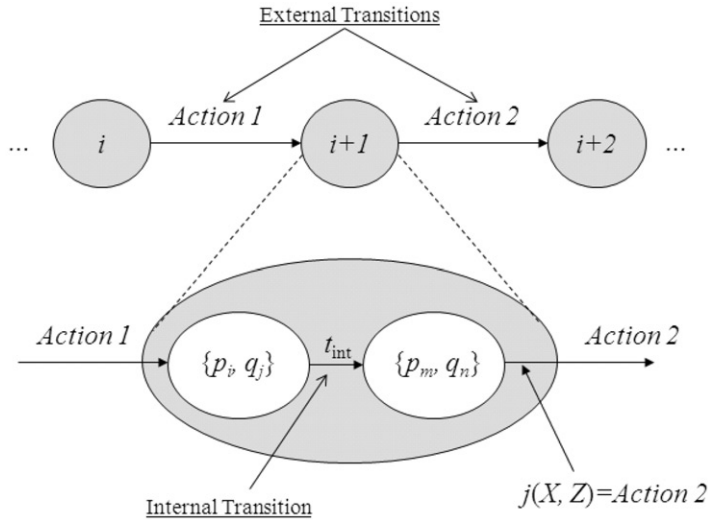 External Transitions
Action 1
Action 2
... i i+1 i+2 ...
Action 1
Action 2
{pi, qj} tint {pm, qn}
Internal Transition
j(X, Z)=Action 2